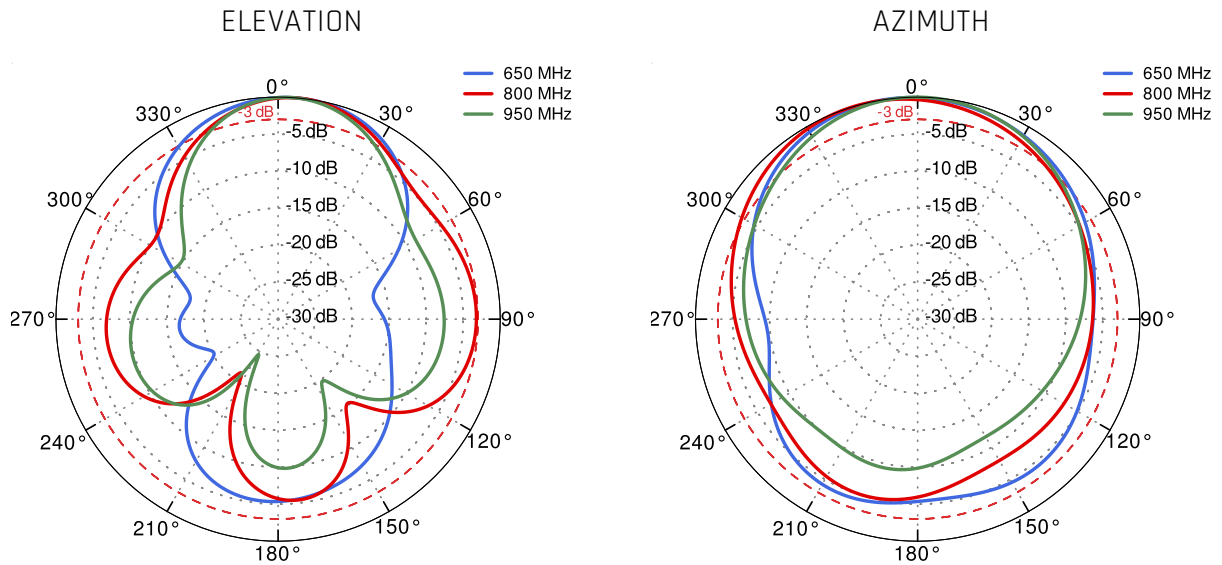 ELEVATION
650 MHz
800 MHz
950 MHz
0°
30°
60°
90°
120°
150°
180°
210°
240°
270°
300°
330°
-3 dB
-5 dB
-10 dB
-15 dB
-20 dB
-25 dB
-30 dB
AZIMUTH
650 MHz
800 MHz
950 MHz
0°
30°
60°
90°
120°
150°
180°
210°
240°
270°
300°
330°
-3 dB
-5 dB
-10 dB
-15 dB
-20 dB
-25 dB
-30 dB